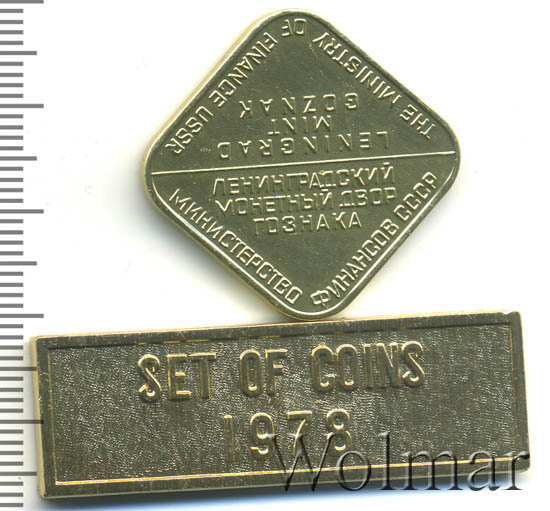 THE MINISTRY OF FINANCE USSR
LENINGRAD
MINT
GOZNAK
ЛЕНИНГРАДСКИЙ
МОНЕТНЫЙ ДВОР
ГОЗНАКА
МИНИСТЕРСТВО ФИНАНСОВ СССР
SET OF COINS
1978
Wolmar